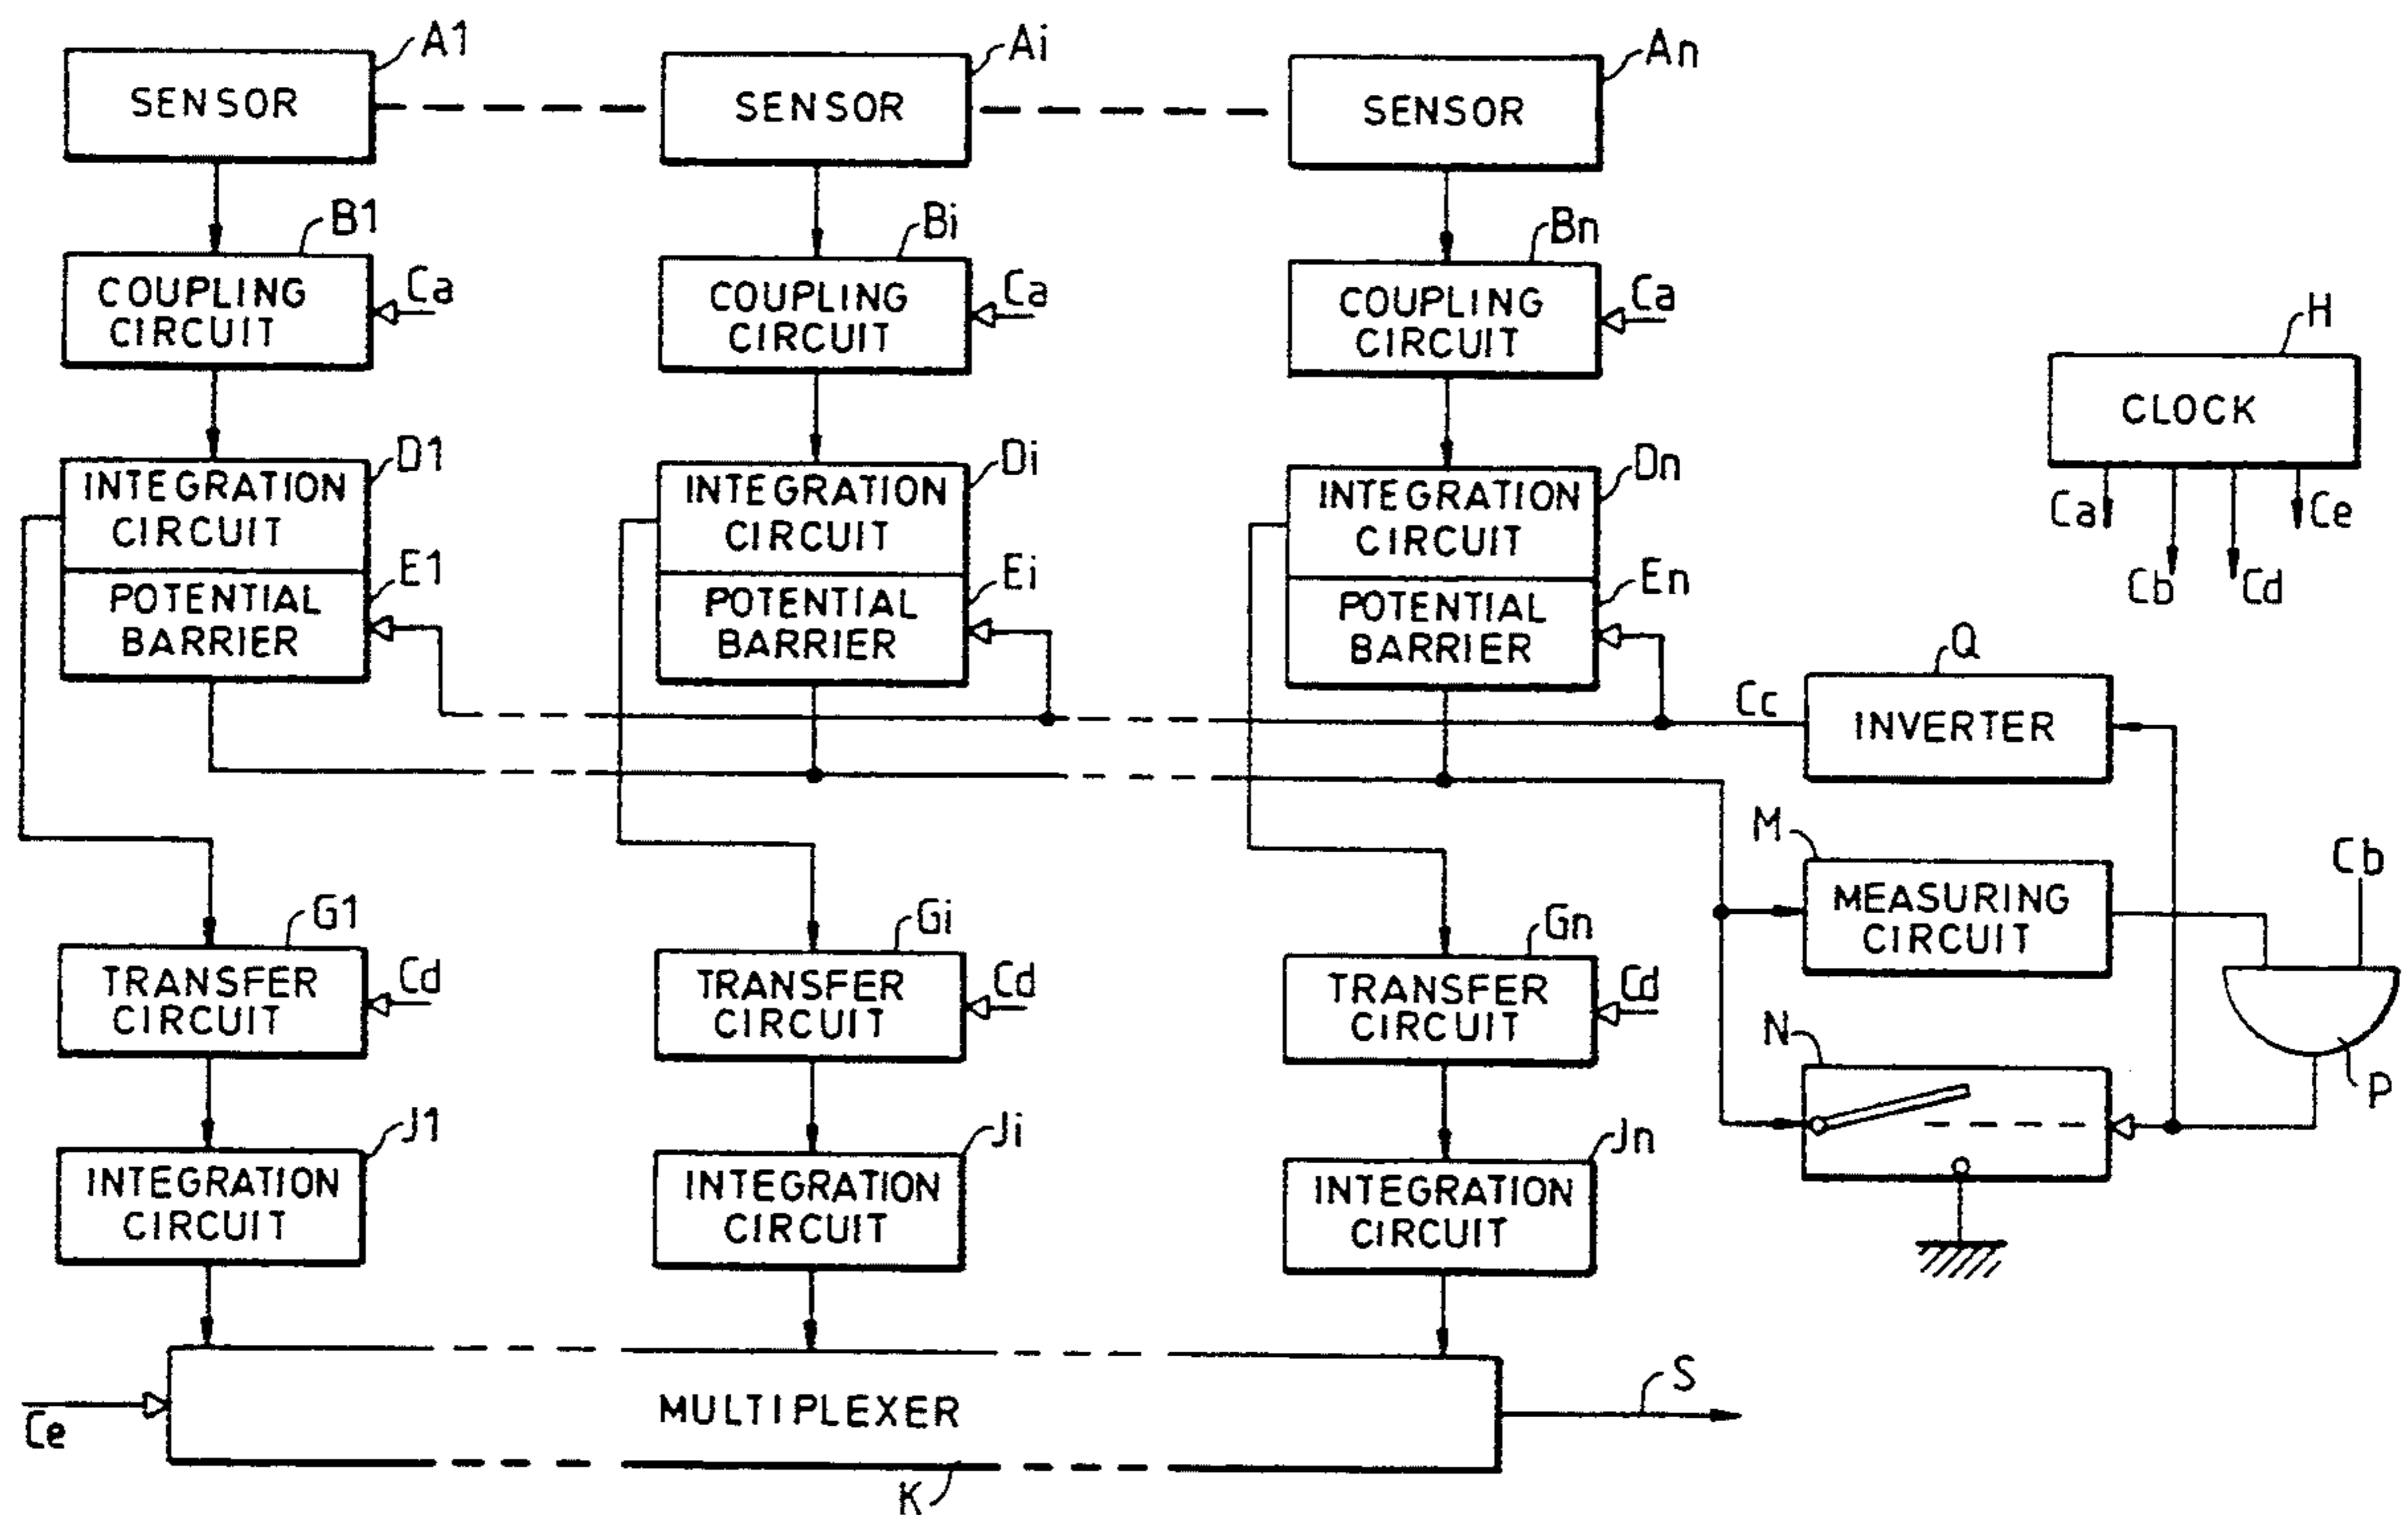 A1
Ai
An
SENSOR
SENSOR
SENSOR
B1
Bi
Bn
COUPLING
CIRCUIT
Ca
COUPLING
CIRCUIT
Ca
COUPLING
CIRCUIT
Ca
H
CLOCK
Ca
Cb
Cd
Ce
D1
INTEGRATION
CIRCUIT
Di
INTEGRATION
CIRCUIT
Dn
INTEGRATION
CIRCUIT
E1
POTENTIAL
BARRIER
Ei
POTENTIAL
BARRIER
En
POTENTIAL
BARRIER
Q
Cc
INVERTER
M
MEASURING
CIRCUIT
Cb
G1
TRANSFER
CIRCUIT
Cd
Gi
TRANSFER
CIRCUIT
Cd
Gn
TRANSFER
CIRCUIT
Cd
N
P
J1
INTEGRATION
CIRCUIT
Ji
INTEGRATION
CIRCUIT
Jn
INTEGRATION
CIRCUIT
Ce
MULTIPLEXER
S
K